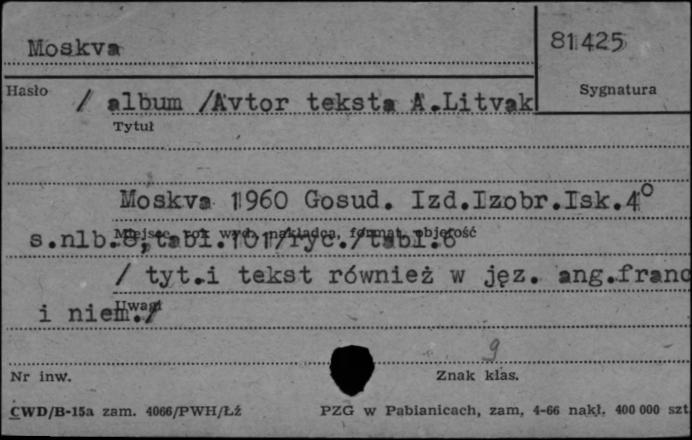 Moskva
81425
Hasło
Sygnatura
/ album /Avtor teksta A.Litvak
Tytuł
Moskva 1960 Gosud. Izd.Izobr.Isk.4°
Miejsce, rok wyd., nakładca, format, objętość
s.nlb.8,tabl.101/ryc./tabl.6
/ tyt.i tekst również w jęz. ang.franc
Uwagi
i niem./
9
Nr inw.
Znak klas.
CWD/B-15a zam. 4066/PWH/Łź
PZG w Pabianicach, zam, 4-66 nakł. 400 000 szt